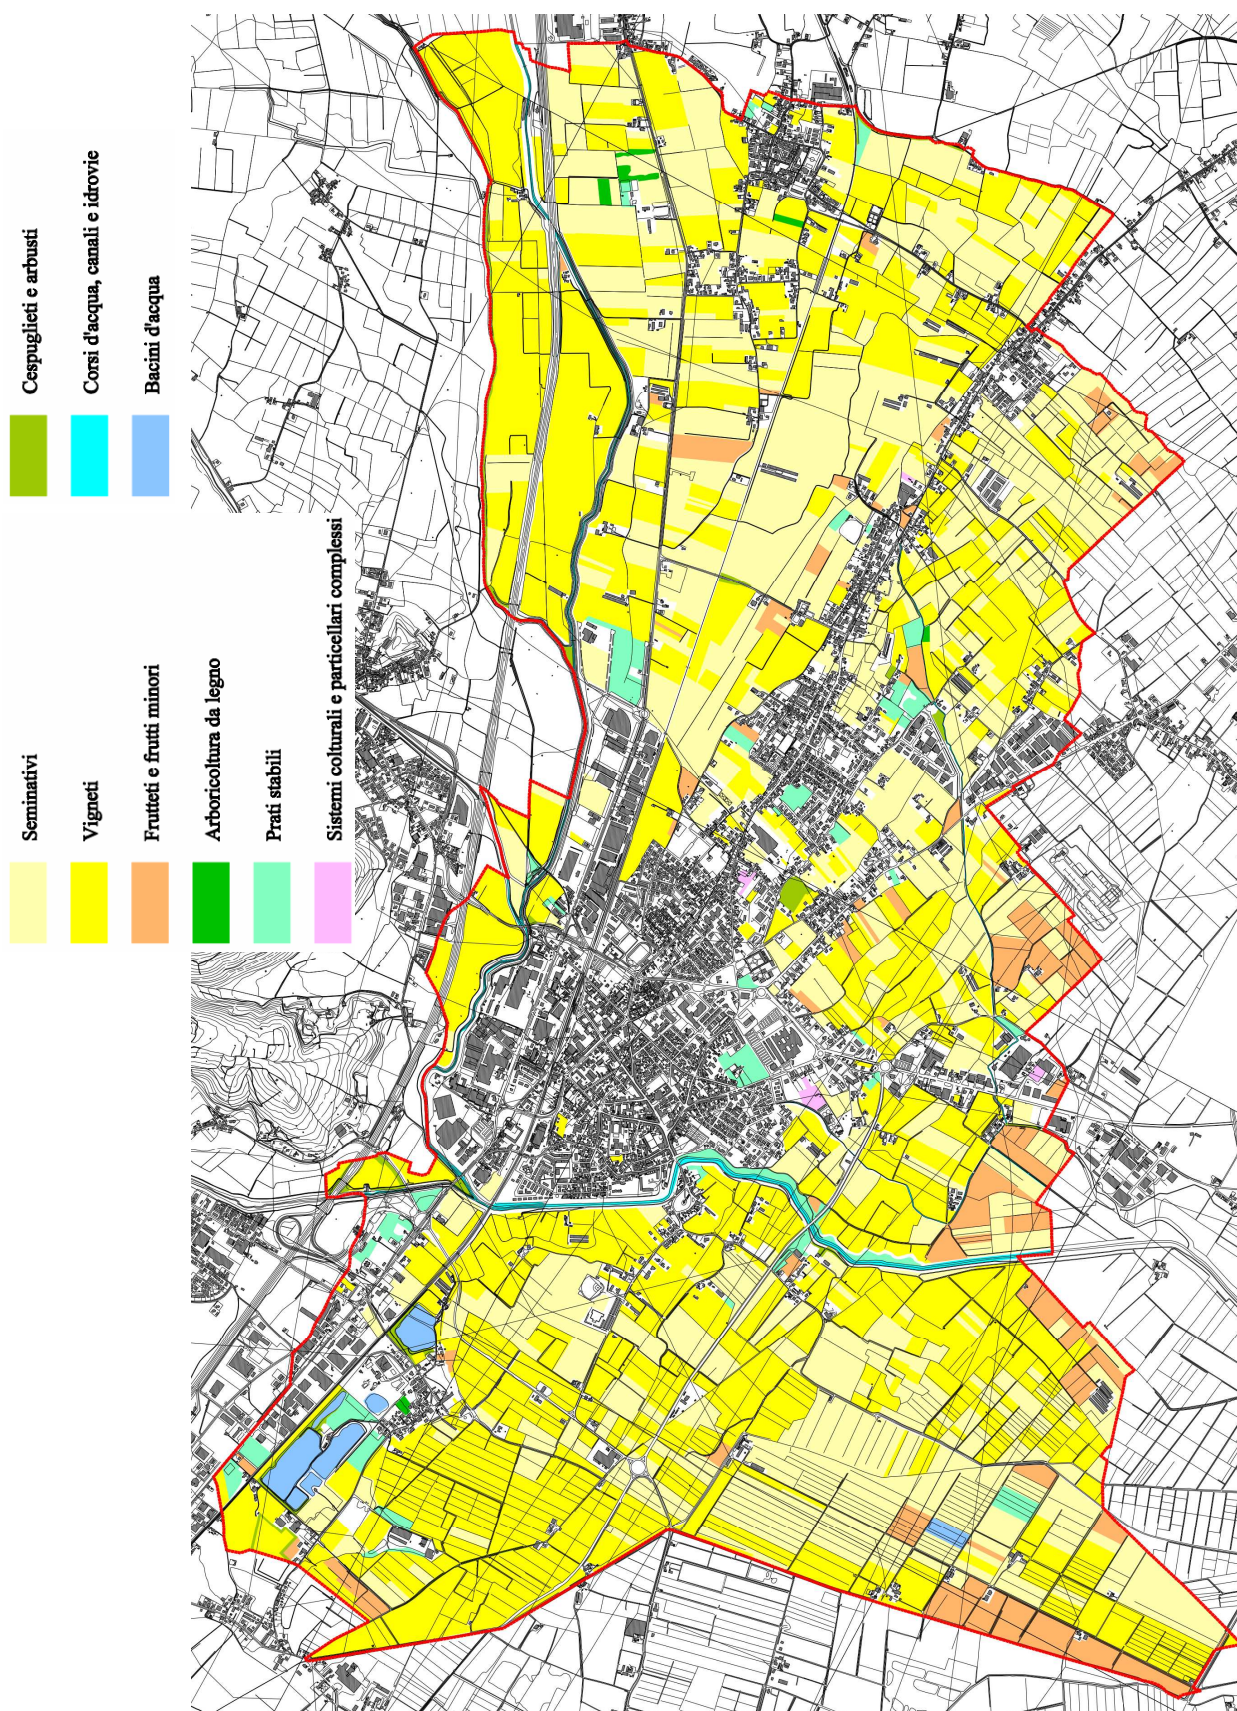 Seminativi
Vigneti
Frutteti e frutti minori
Arboricoltura da legno
Prati stabili
Sistemi colturali e particellari complessi
Cespuglieti e arbusti
Corsi d'acqua, canali e idrovie
Bacini d'acqua